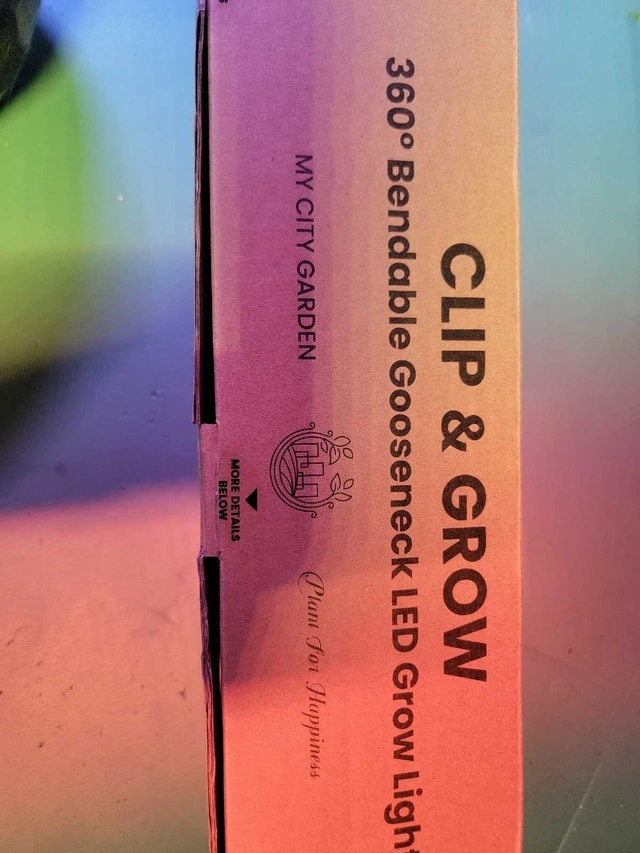 CLIP & GROW
360° Bendable Gooseneck LED Grow Light
MY CITY GARDEN
Plant For Happiness
MORE DETAILS
BELOW